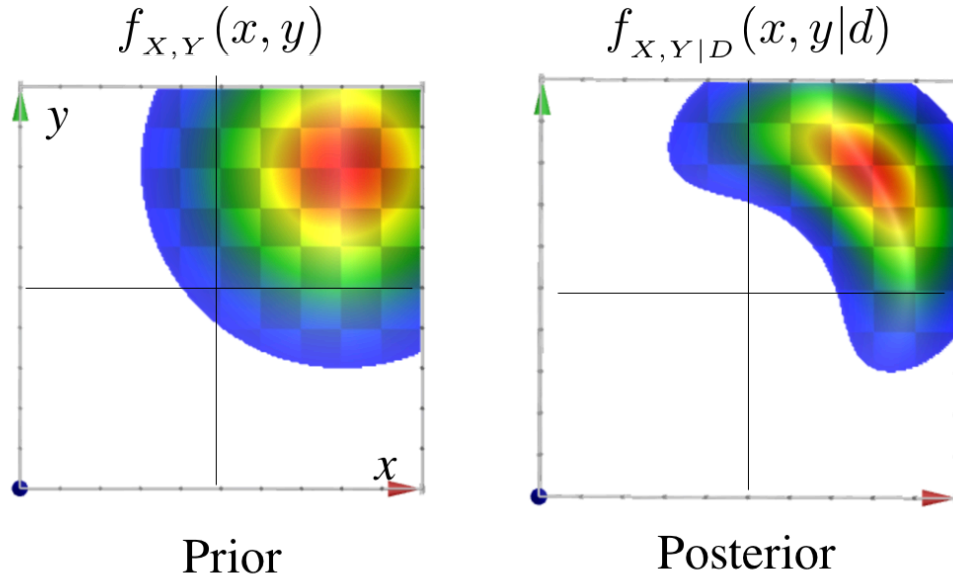 f_{X,Y}(x, y)
f_{X,Y|D}(x, y|d)
y
x
Prior
Posterior